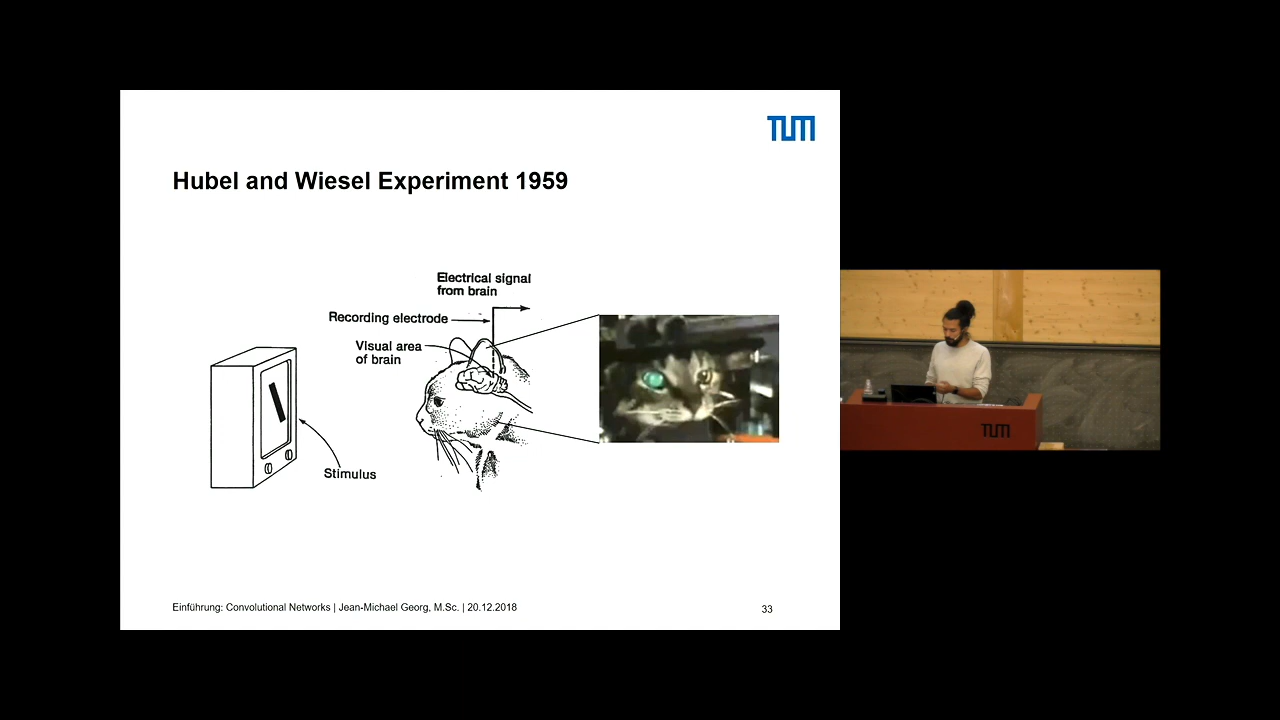 TUM
Hubel and Wiesel Experiment 1959
Electrical signal
from brain
Recording electrode
Visual area
of brain
Stimulus
Einführung: Convolutional Networks | Jean-Michael Georg, M.Sc. | 20.12.2018
33
TUM